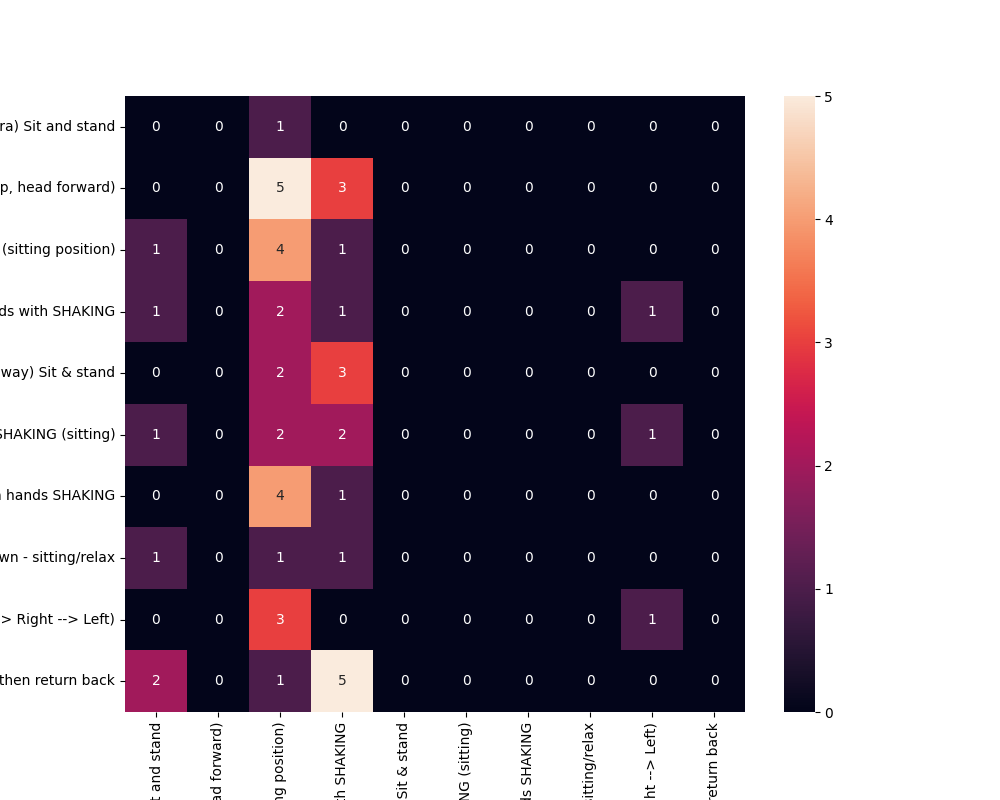 ra) Sit and stand 0 0 1 0 0 0 0 0 0 0
p, head forward) 0 0 5 3 0 0 0 0 0 0
(sitting position) 1 0 4 1 0 0 0 0 0 0
ds with SHAKING 1 0 2 1 0 0 0 0 1 0
way) Sit & stand 0 0 2 3 0 0 0 0 0 0
SHAKING (sitting) 1 0 2 2 0 0 0 0 1 0
hands SHAKING 0 0 4 1 0 0 0 0 0 0
wn - sitting/relax 1 0 1 1 0 0 0 0 0 0
> Right --> Left) 0 0 3 0 0 0 0 0 1 0
then return back 2 0 1 5 0 0 0 0 0 0
t and stand
ad forward)
ng position)
th SHAKING
Sit & stand
NG (sitting)
ds SHAKING
sitting/relax
ht --> Left)
return back
5
4
3
2
1
0